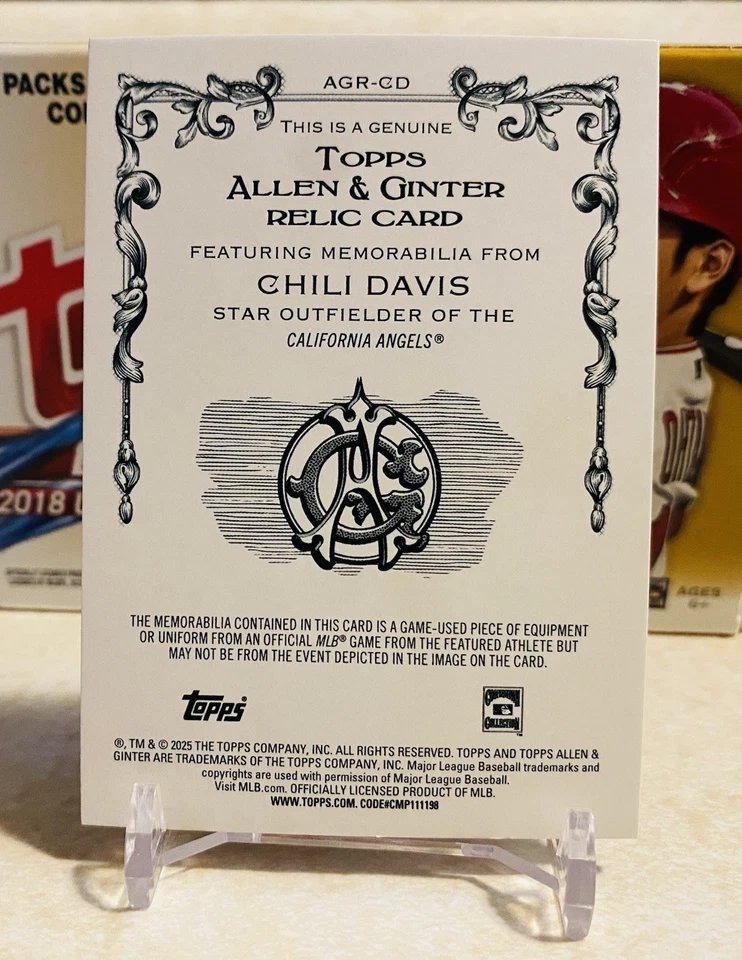 AGR-CD
THIS IS A GENUINE
TOPPS
ALLEN & GINTER
RELIC CARD
FEATURING MEMORABILIA FROM
CHILI DAVIS
STAR OUTFIELDER OF THE
CALIFORNIA ANGELS®
THE MEMORABILIA CONTAINED IN THIS CARD IS A GAME-USED PIECE OF EQUIPMENT
OR UNIFORM FROM AN OFFICIAL MLB® GAME FROM THE FEATURED ATHLETE BUT
MAY NOT BE FROM THE EVENT DEPICTED IN THE IMAGE ON THE CARD.
topps®
COOPERSTOWN
COLLECTION
™
®, TM & © 2025 THE TOPPS COMPANY, INC. ALL RIGHTS RESERVED. TOPPS AND TOPPS ALLEN &
GINTER ARE TRADEMARKS OF THE TOPPS COMPANY, INC. Major League Baseball trademarks and
copyrights are used with permission of Major League Baseball.
Visit MLB.com. OFFICIALLY LICENSED PRODUCT OF MLB.
WWW.TOPPS.COM. CODE#CMP111198
PACKS
2018
AGES
6+